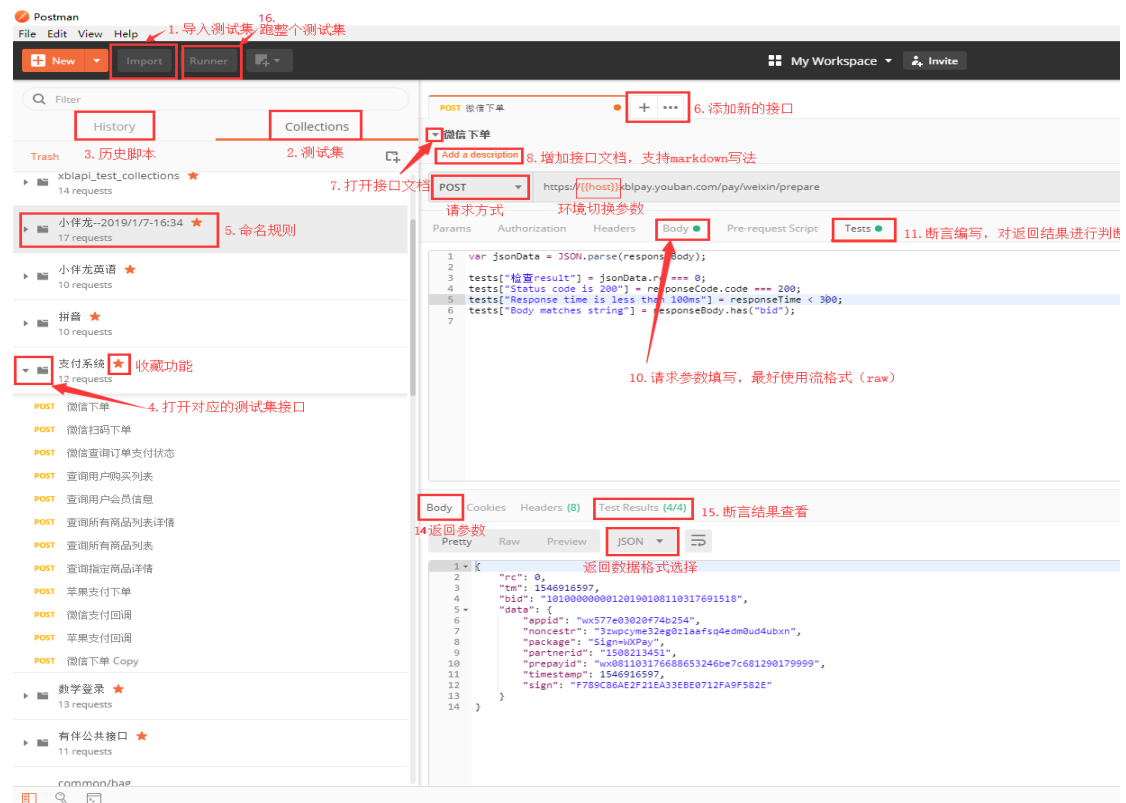 Postman
16.
File Edit View Help
1. 导入测试集 跑整个测试集
New Import Runner My Workspace Invite
Filter
POST 微信下单
6. 添加新的接口
History Collections
微信下单
Trash 3. 历史脚本 2. 测试集
Add a description 8. 增加接口文档，支持markdown写法
xblapi_test_collections
14 requests
7. 打开接口文档
POST https://{{host}}xblpay.youban.com/pay/weixin/prepare
请求方式 环境切换参数
小伴龙--2019/1/7-16:34
17 requests
5. 命名规则
Params Authorization Headers Body Pre-request Script Tests
11. 断言编写，对返回结果进行判断
1 var jsonData = JSON.parse(responseBody);
2
3 tests["检查result"] = jsonData.rc === 0;
4 tests["Status code is 200"] = responseCode.code === 200;
5 tests["Response time is less than 100ms"] = responseTime < 300;
6 tests["Body matches string"] = responseBody.has("bid");
7
小伴龙英语
10 requests
拼音
10 requests
支付系统 收藏功能
12 requests
10. 请求参数填写，最好使用流格式（raw）
4. 打开对应的测试集接口
POST 微信下单
POST 微信扫码下单
POST 微信查询订单支付状态
POST 查询用户购买列表
POST 查询用户会员信息
POST 查询所有商品列表详情
POST 查询所有商品列表
POST 查询指定商品详情
POST 苹果支付下单
POST 微信支付回调
POST 苹果支付回调
POST 微信下单 Copy
数学登录
13 requests
有伴公共接口
11 requests
common/bag
Body Cookies Headers (8) Test Results (4/4)
15. 断言结果查看
14返回参数
Pretty Raw Preview JSON
返回数据格式选择
1 {
2 "rc": 0,
3 "tm": 1546916597,
4 "bid": "10100000000120190108110317691518",
5 "data": {
6 "appid": "wx577e03020f74b254",
7 "noncestr": "3zwpcyme32eg0zlaafsq4edm0ud4ubxn",
8 "package": "Sign=WXPay",
9 "partnerid": "1508213451",
10 "prepayid": "wx081103176688653246be7c681290179999",
11 "timestamp": 1546916597,
12 "sign": "F789C86AE2F21EA33EBE0712FA9F582E"
13 }
14 }